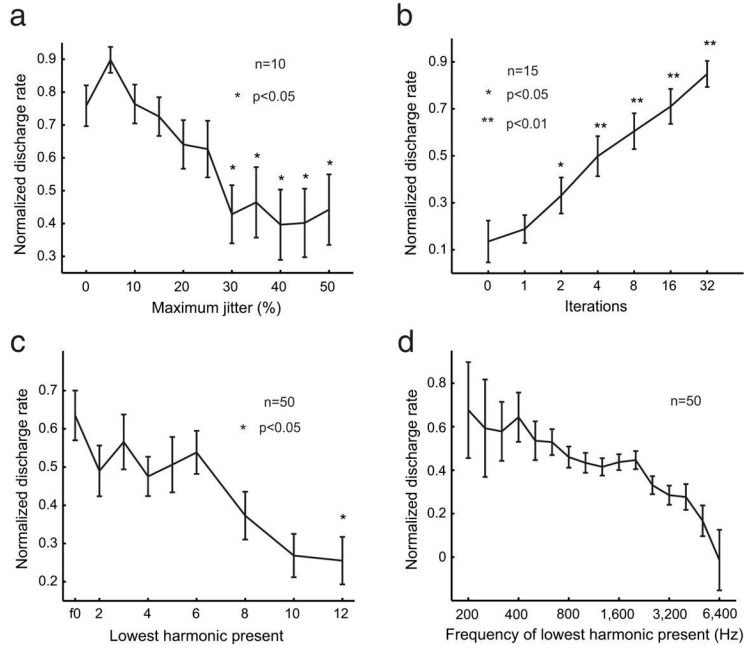 a
Normalized discharge rate
0.9
0.8
0.7
0.6
0.5
0.4
0.3
n=10
* p<0.05
* * * * *
0 10 20 30 40 50
Maximum jitter (%)
b
Normalized discharge rate
0.9
0.7
0.5
0.3
0.1
n=15
* p<0.05
** p<0.01
* ** ** ** **
0 1 2 4 8 16 32
Iterations
c
Normalized discharge rate
0.7
0.6
0.5
0.4
0.3
0.2
n=50
* p<0.05
*
f0 2 4 6 8 10 12
Lowest harmonic present
d
Normalized discharge rate
0.8
0.6
0.4
0.2
0
n=50
200 400 800 1,600 3,200 6,400
Frequency of lowest harmonic present (Hz)